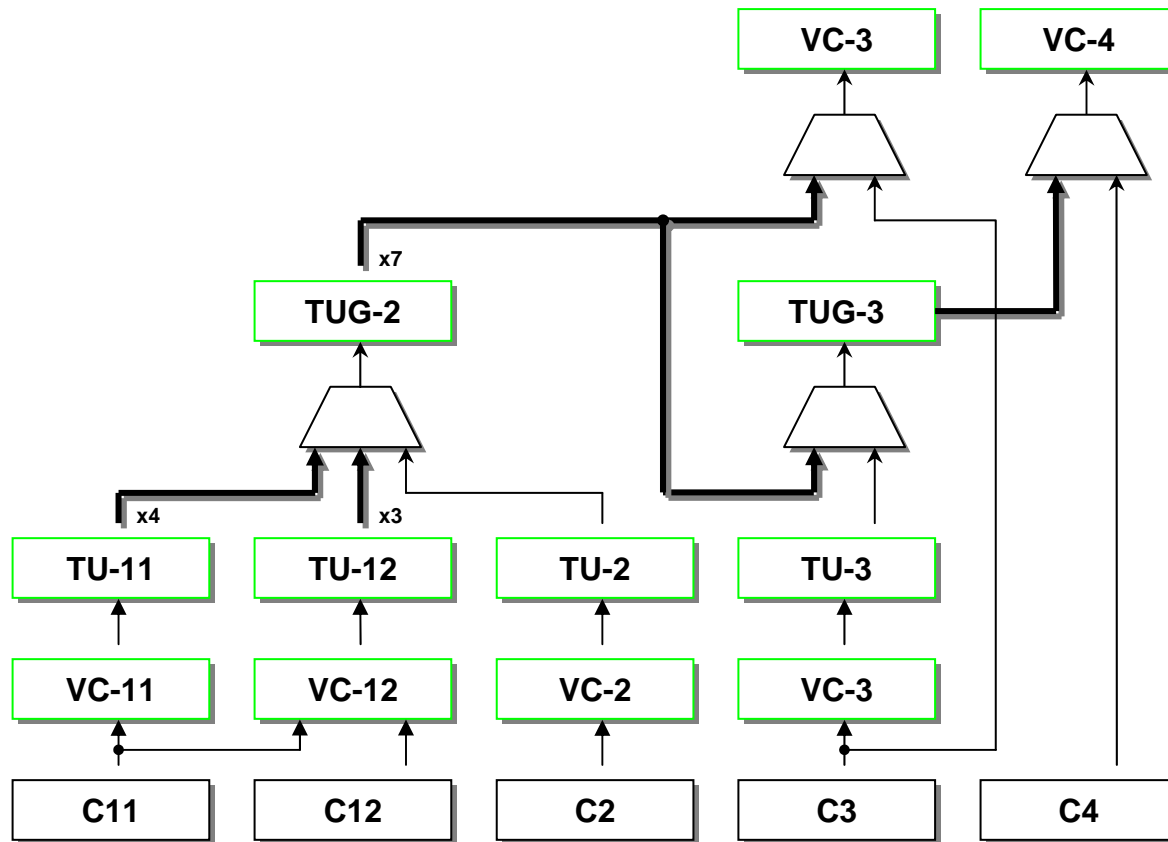 VC-3 VC-4
x7
TUG-2 TUG-3
x4 x3
TU-11 TU-12 TU-2 TU-3
VC-11 VC-12 VC-2 VC-3
C11 C12 C2 C3 C4